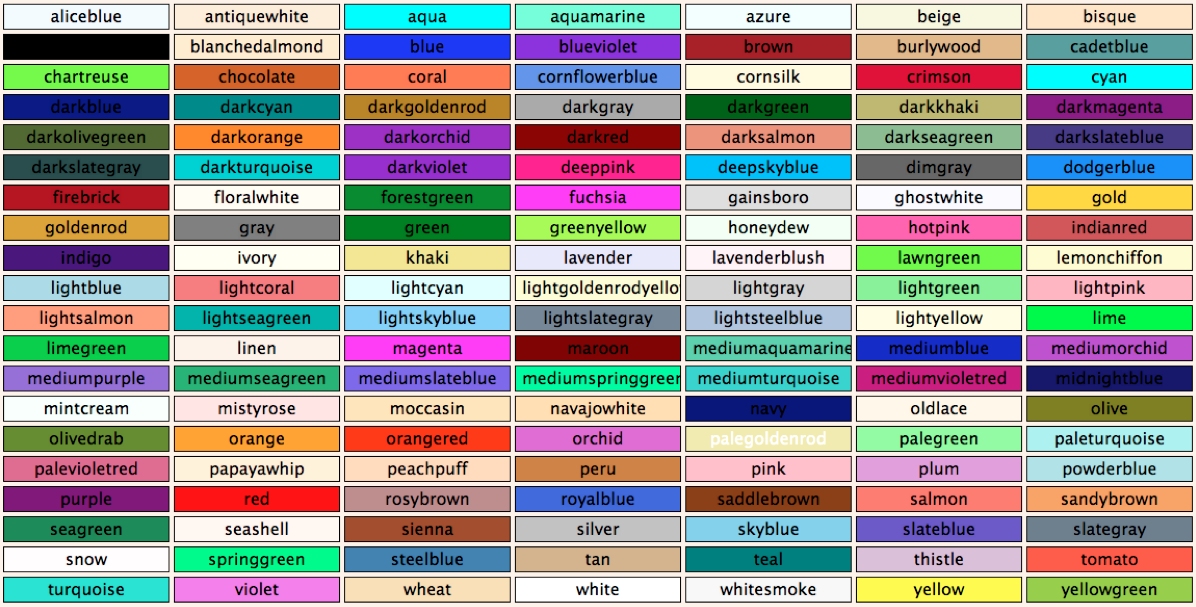 aliceblue antiquewhite aqua aquamarine azure beige bisque
blanchedalmond blue blueviolet brown burlywood cadetblue
chartreuse chocolate coral cornflowerblue cornsilk crimson cyan
darkblue darkcyan darkgoldenrod darkgray darkgreen darkkhaki darkmagenta
darkolivegreen darkorange darkorchid darkred darksalmon darkseagreen darkslateblue
darkslategray darkturquoise darkviolet deeppink deepskyblue dimgray dodgerblue
firebrick floralwhite forestgreen fuchsia gainsboro ghostwhite gold
goldenrod gray green greenyellow honeydew hotpink indianred
indigo ivory khaki lavender lavenderblush lawngreen lemonchiffon
lightblue lightcoral lightcyan lightgoldenrodyello lightgray lightgreen lightpink
lightsalmon lightseagreen lightskyblue lightslategray lightsteelblue lightyellow lime
limegreen linen magenta maroon mediumaquamarine mediumblue mediumorchid
mediumpurple mediumseagreen mediumslateblue mediumspringgreen mediumturquoise mediumvioletred midnightblue
mintcream mistyrose moccasin navajowhite navy oldlace olive
olivedrab orange orangered orchid palegoldenrod palegreen paleturquoise
palevioletred papayawhip peachpuff peru pink plum powderblue
purple red rosybrown royalblue saddlebrown salmon sandybrown
seagreen seashell sienna silver skyblue slateblue slategray
snow springgreen steelblue tan teal thistle tomato
turquoise violet wheat white whitesmoke yellow yellowgreen